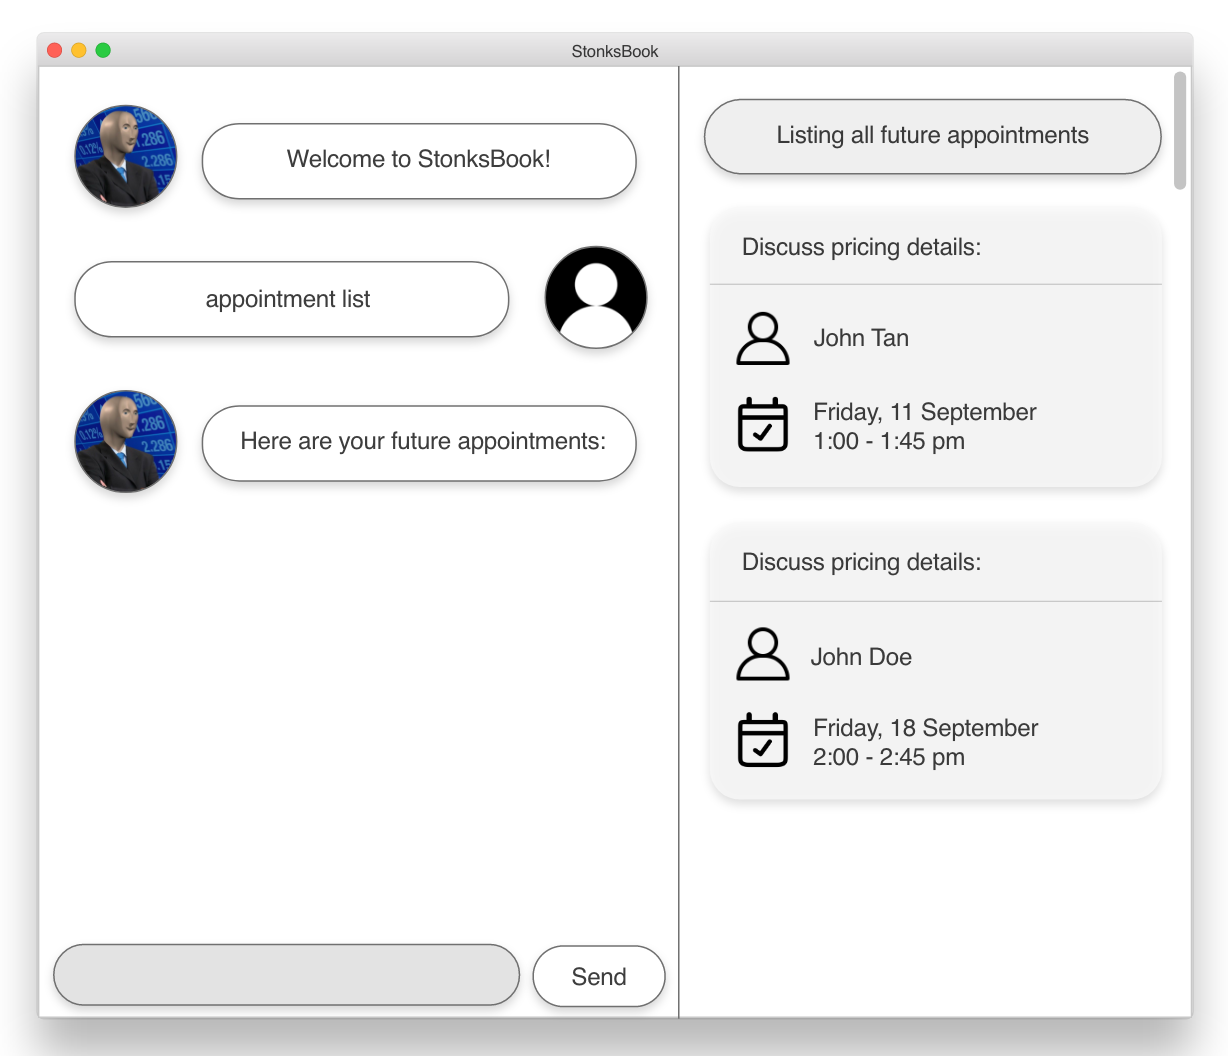 StonksBook
Welcome to StonksBook!
appointment list
Here are your future appointments:
Send
Listing all future appointments
Discuss pricing details:
John Tan
Friday, 11 September
1:00 - 1:45 pm
Discuss pricing details:
John Doe
Friday, 18 September
2:00 - 2:45 pm